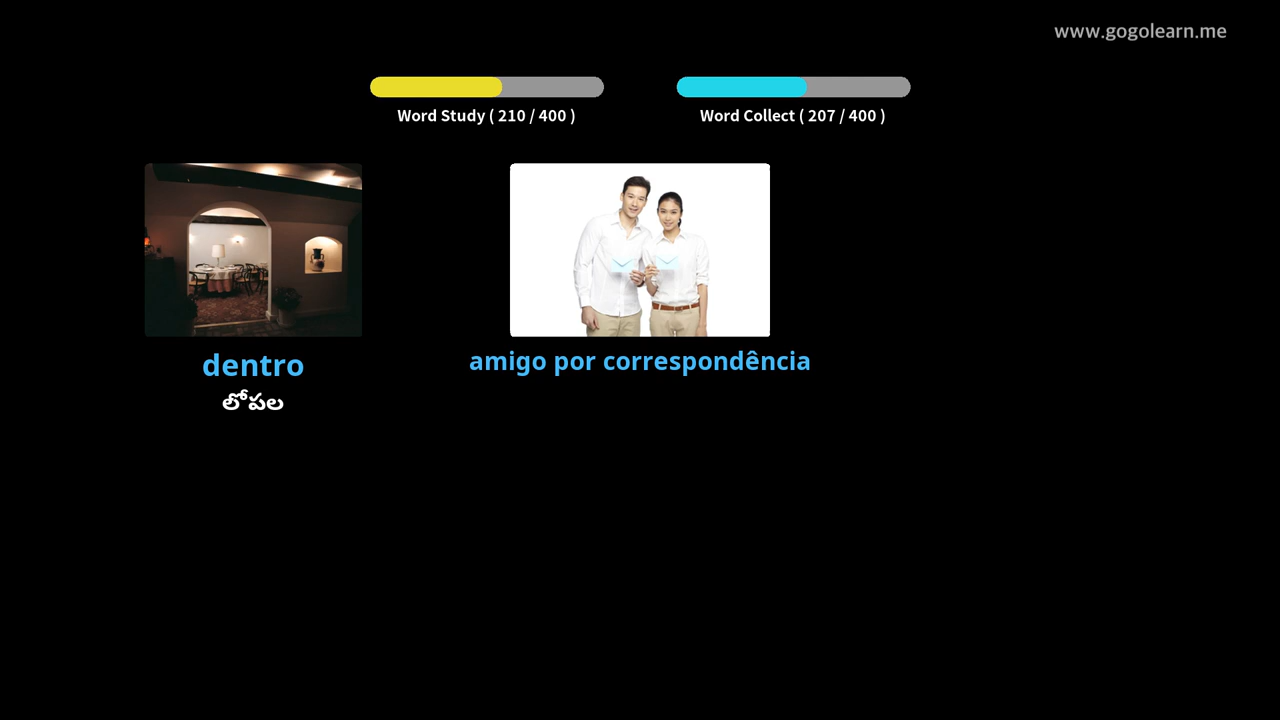 www.gogolearn.me
Word Study ( 210 / 400 )
Word Collect ( 207 / 400 )
dentro
లోపల
amigo por correspondência